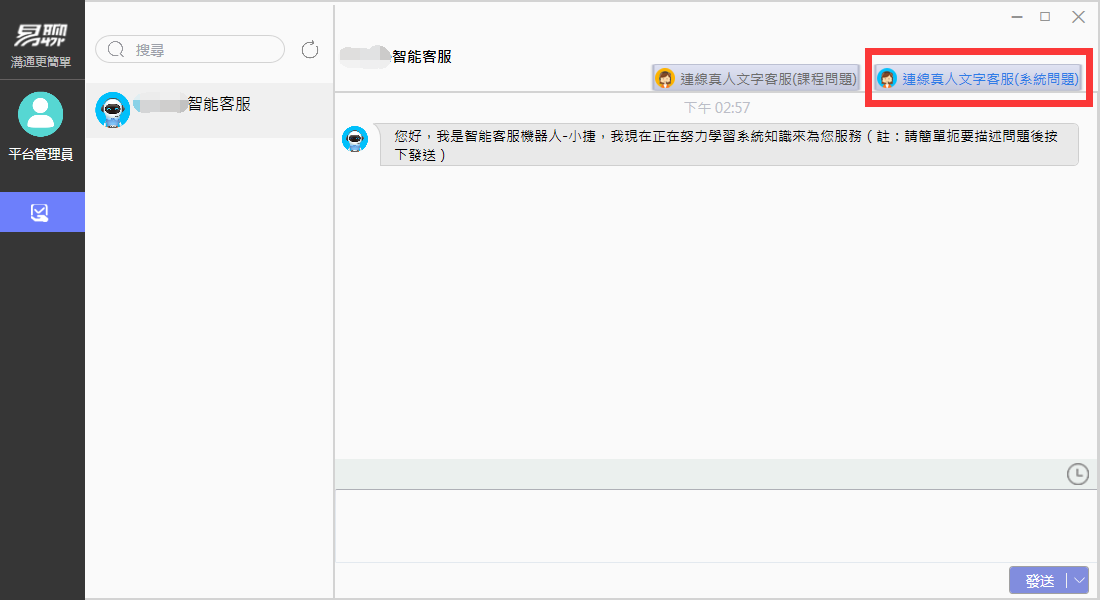 易聊
溝通更簡單
平台管理員
搜尋
智能客服
智能客服
連線真人文字客服(課程問題)
連線真人文字客服(系統問題)
下午 02:57
您好，我是智能客服機器人-小捷，我現在正在努力學習系統知識來為您服務（註：請簡單扼要描述問題後按
下發送）
發送